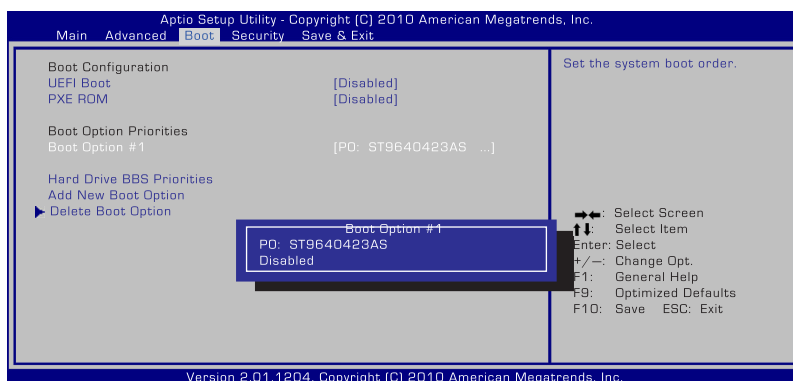 Aptio Setup Utility - Copyright (C) 2010 American Megatrends, Inc.
Main Advanced Boot Security Save & Exit
Boot Configuration
UEFI Boot [Disabled]
PXE ROM [Disabled]
Boot Option Priorities
Boot Option #1 [P0: ST9640423AS ...]
Hard Drive BBS Priorities
Add New Boot Option
Delete Boot Option
Boot Option #1
P0: ST9640423AS
Disabled
Set the system boot order.
→←: Select Screen
↑↓: Select Item
Enter: Select
+/—: Change Opt.
F1: General Help
F9: Optimized Defaults
F10: Save ESC: Exit
Version 2.01.1204. Copyright (C) 2010 American Megatrends, Inc.